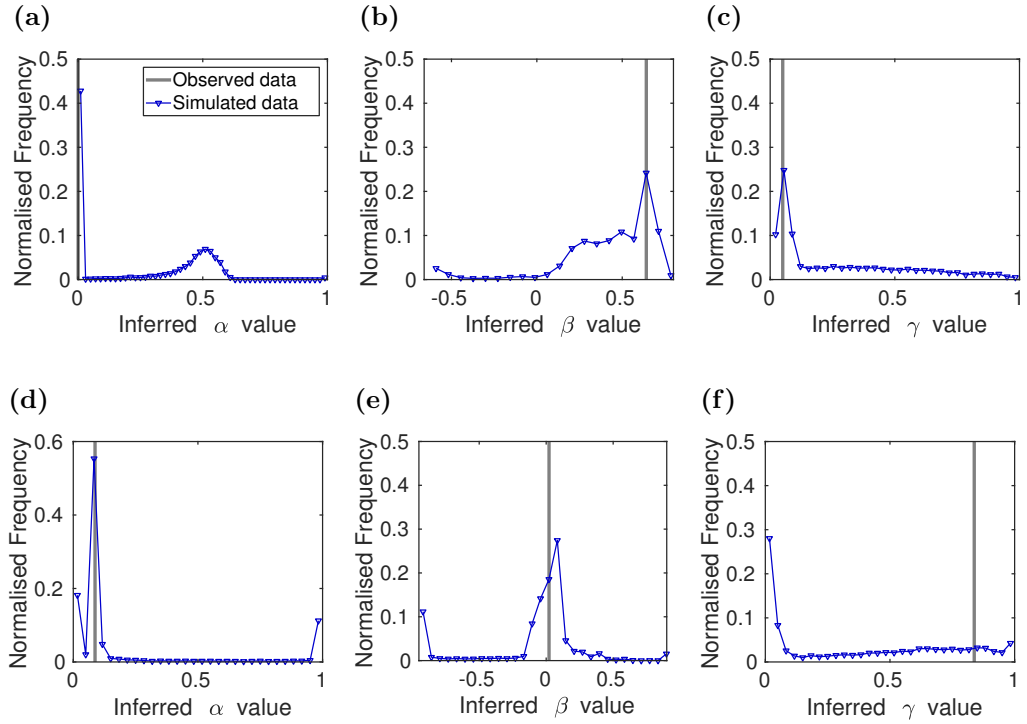 (a)
0.5
0.4
0.3
0.2
0.1
0
0
0.5
1
Normalised Frequency
Inferred α value
Observed data
Simulated data
(b)
0.5
0.4
0.3
0.2
0.1
0
-0.5
0
0.5
Normalised Frequency
Inferred β value
(c)
0.5
0.4
0.3
0.2
0.1
0
0
0.5
1
Normalised Frequency
Inferred γ value
(d)
0.6
0.4
0.2
0
0
0.5
1
Normalised Frequency
Inferred α value
(e)
0.5
0.4
0.3
0.2
0.1
0
-0.5
0
0.5
Normalised Frequency
Inferred β value
(f)
0.5
0.4
0.3
0.2
0.1
0
0
0.5
1
Normalised Frequency
Inferred γ value